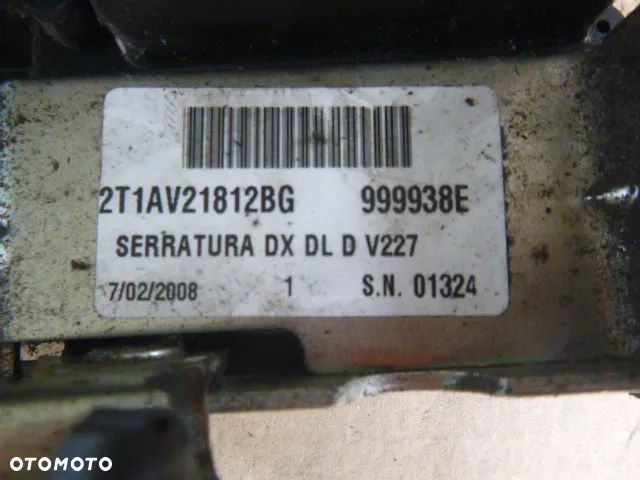 2T1AV21812BG 999938E
SERRATURA DX DL D V227
7/02/2008 1 S.N. 01324
OTOMOTO